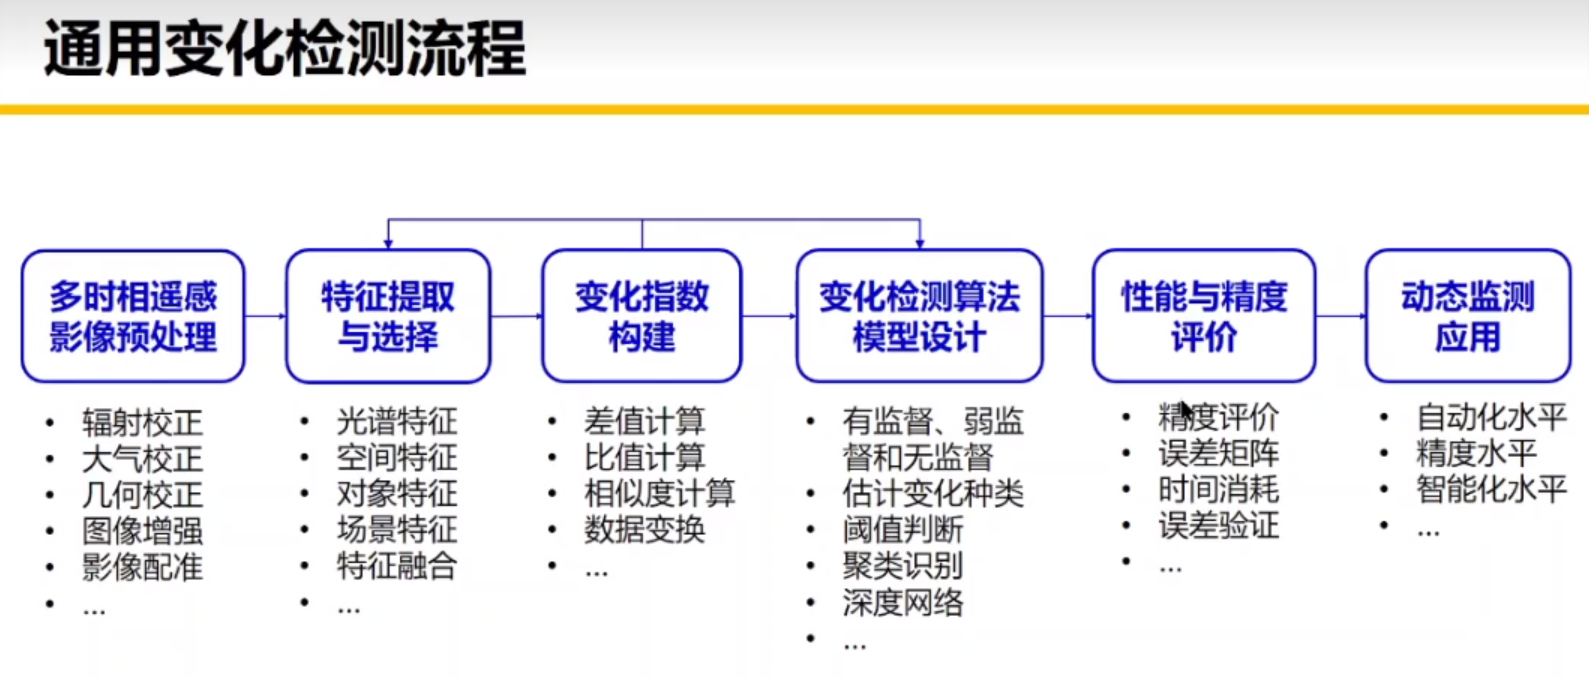 通用变化检测流程
多时相遥感
影像预处理
• 辐射校正
• 大气校正
• 几何校正
• 图像增强
• 影像配准
• ...
特征提取
与选择
• 光谱特征
• 空间特征
• 对象特征
• 场景特征
• 特征融合
• ...
变化指数
构建
• 差值计算
• 比值计算
• 相似度计算
• 数据变换
• ...
变化检测算法
模型设计
• 有监督、弱监
督和无监督
• 估计变化种类
• 阈值判断
• 聚类识别
• 深度网络
• ...
性能与精度
评价
• 精度评价
• 误差矩阵
• 时间消耗
• 误差验证
• ...
动态监测
应用
• 自动化水平
• 精度水平
• 智能化水平
• ...